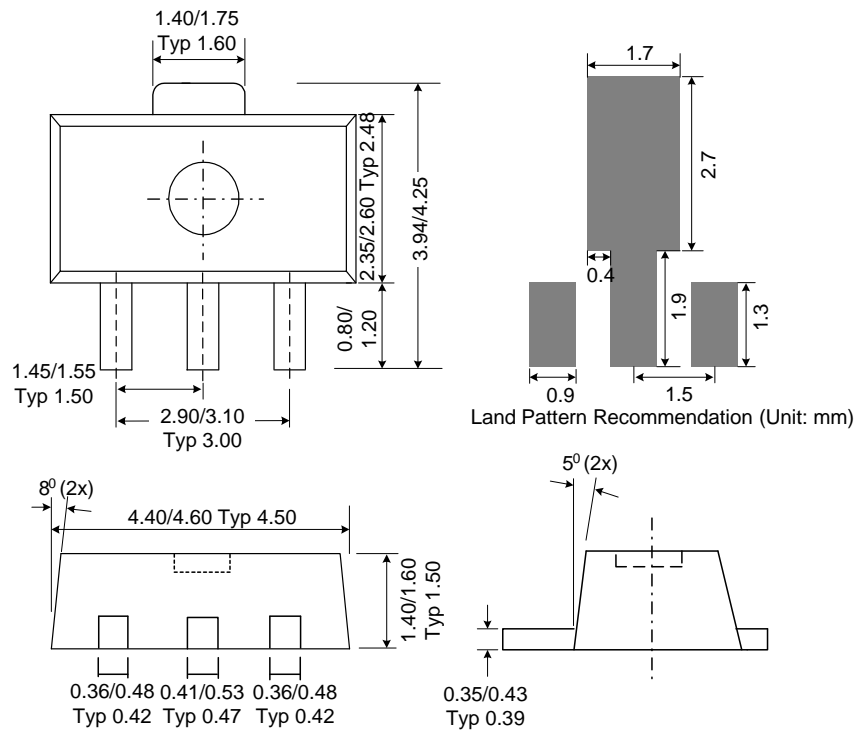 1.40/1.75
Typ 1.60
2.35/2.60 Typ 2.48
3.94/4.25
0.80/
1.20
1.45/1.55
Typ 1.50
2.90/3.10
Typ 3.00
1.7
2.7
0.4
1.9
1.3
0.9
1.5
Land Pattern Recommendation (Unit: mm)
8⁰ (2x)
4.40/4.60 Typ 4.50
1.40/1.60
Typ 1.50
0.36/0.48
Typ 0.42
0.41/0.53
Typ 0.47
0.36/0.48
Typ 0.42
5⁰ (2x)
0.35/0.43
Typ 0.39